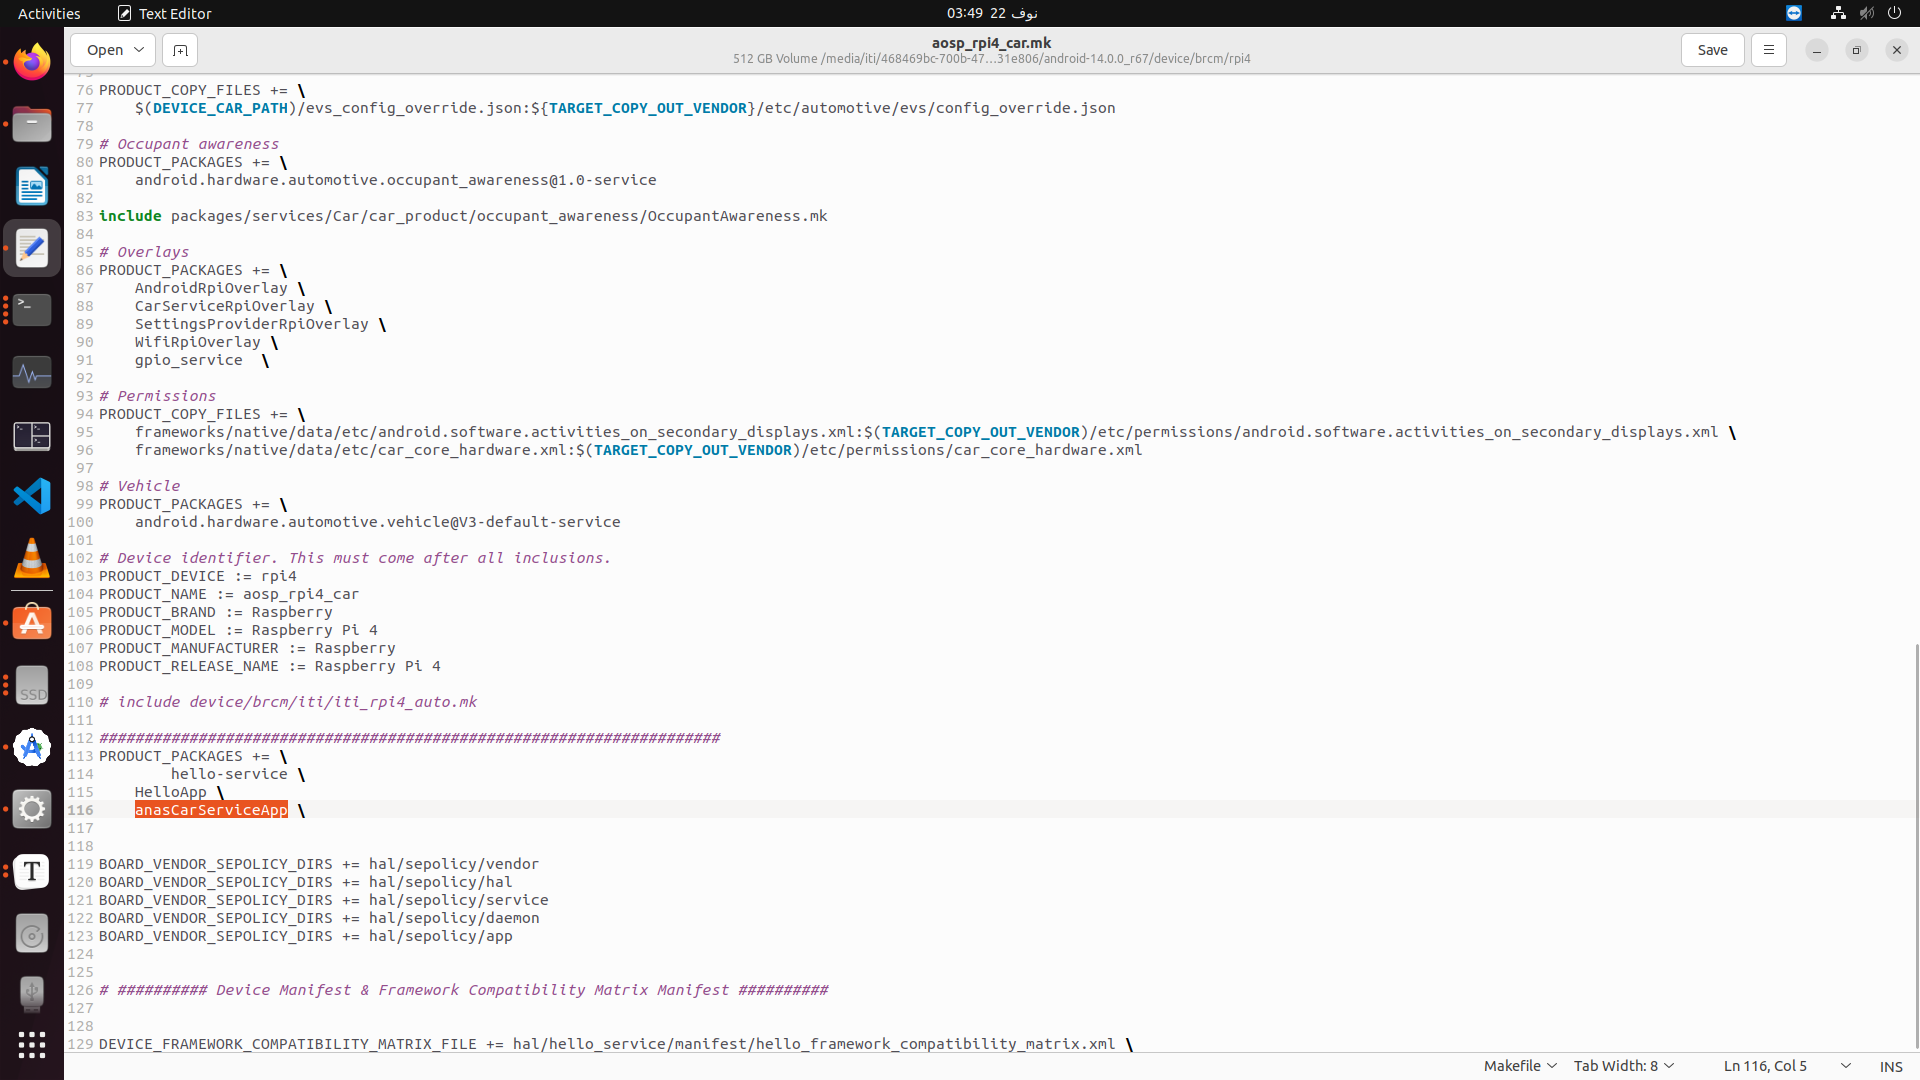 Activities
Text Editor
03:49 22 نوف
Open
aosp_rpi4_car.mk
512 GB Volume /media/iti/468469bc-700b-47…31e806/android-14.0.0_r67/device/brcm/rpi4
Save
76 PRODUCT_COPY_FILES += \
77 $(DEVICE_CAR_PATH)/evs_config_override.json:${TARGET_COPY_OUT_VENDOR}/etc/automotive/evs/config_override.json
78
79 # Occupant awareness
80 PRODUCT_PACKAGES += \
81 android.hardware.automotive.occupant_awareness@1.0-service
82
83 include packages/services/Car/car_product/occupant_awareness/OccupantAwareness.mk
84
85 # Overlays
86 PRODUCT_PACKAGES += \
87 AndroidRpiOverlay \
88 CarServiceRpiOverlay \
89 SettingsProviderRpiOverlay \
90 WifiRpiOverlay \
91 gpio_service  \
92
93 # Permissions
94 PRODUCT_COPY_FILES += \
95 frameworks/native/data/etc/android.software.activities_on_secondary_displays.xml:$(TARGET_COPY_OUT_VENDOR)/etc/permissions/android.software.activities_on_secondary_displays.xml \
96 frameworks/native/data/etc/car_core_hardware.xml:$(TARGET_COPY_OUT_VENDOR)/etc/permissions/car_core_hardware.xml
97
98 # Vehicle
99 PRODUCT_PACKAGES += \
100 android.hardware.automotive.vehicle@V3-default-service
101
102 # Device identifier. This must come after all inclusions.
103 PRODUCT_DEVICE := rpi4
104 PRODUCT_NAME := aosp_rpi4_car
105 PRODUCT_BRAND := Raspberry
106 PRODUCT_MODEL := Raspberry Pi 4
107 PRODUCT_MANUFACTURER := Raspberry
108 PRODUCT_RELEASE_NAME := Raspberry Pi 4
109
110 # include device/brcm/iti/iti_rpi4_auto.mk
111
112 #####################################################################
113 PRODUCT_PACKAGES += \
114 hello-service \
115 HelloApp \
116 anasCarServiceApp \
117
118
119 BOARD_VENDOR_SEPOLICY_DIRS += hal/sepolicy/vendor
120 BOARD_VENDOR_SEPOLICY_DIRS += hal/sepolicy/hal
121 BOARD_VENDOR_SEPOLICY_DIRS += hal/sepolicy/service
122 BOARD_VENDOR_SEPOLICY_DIRS += hal/sepolicy/daemon
123 BOARD_VENDOR_SEPOLICY_DIRS += hal/sepolicy/app
124
125
126 # ########## Device Manifest & Framework Compatibility Matrix Manifest ##########
127
128
129 DEVICE_FRAMEWORK_COMPATIBILITY_MATRIX_FILE += hal/hello_service/manifest/hello_framework_compatibility_matrix.xml \
SSD
Makefile
Tab Width: 8
Ln 116, Col 5
INS